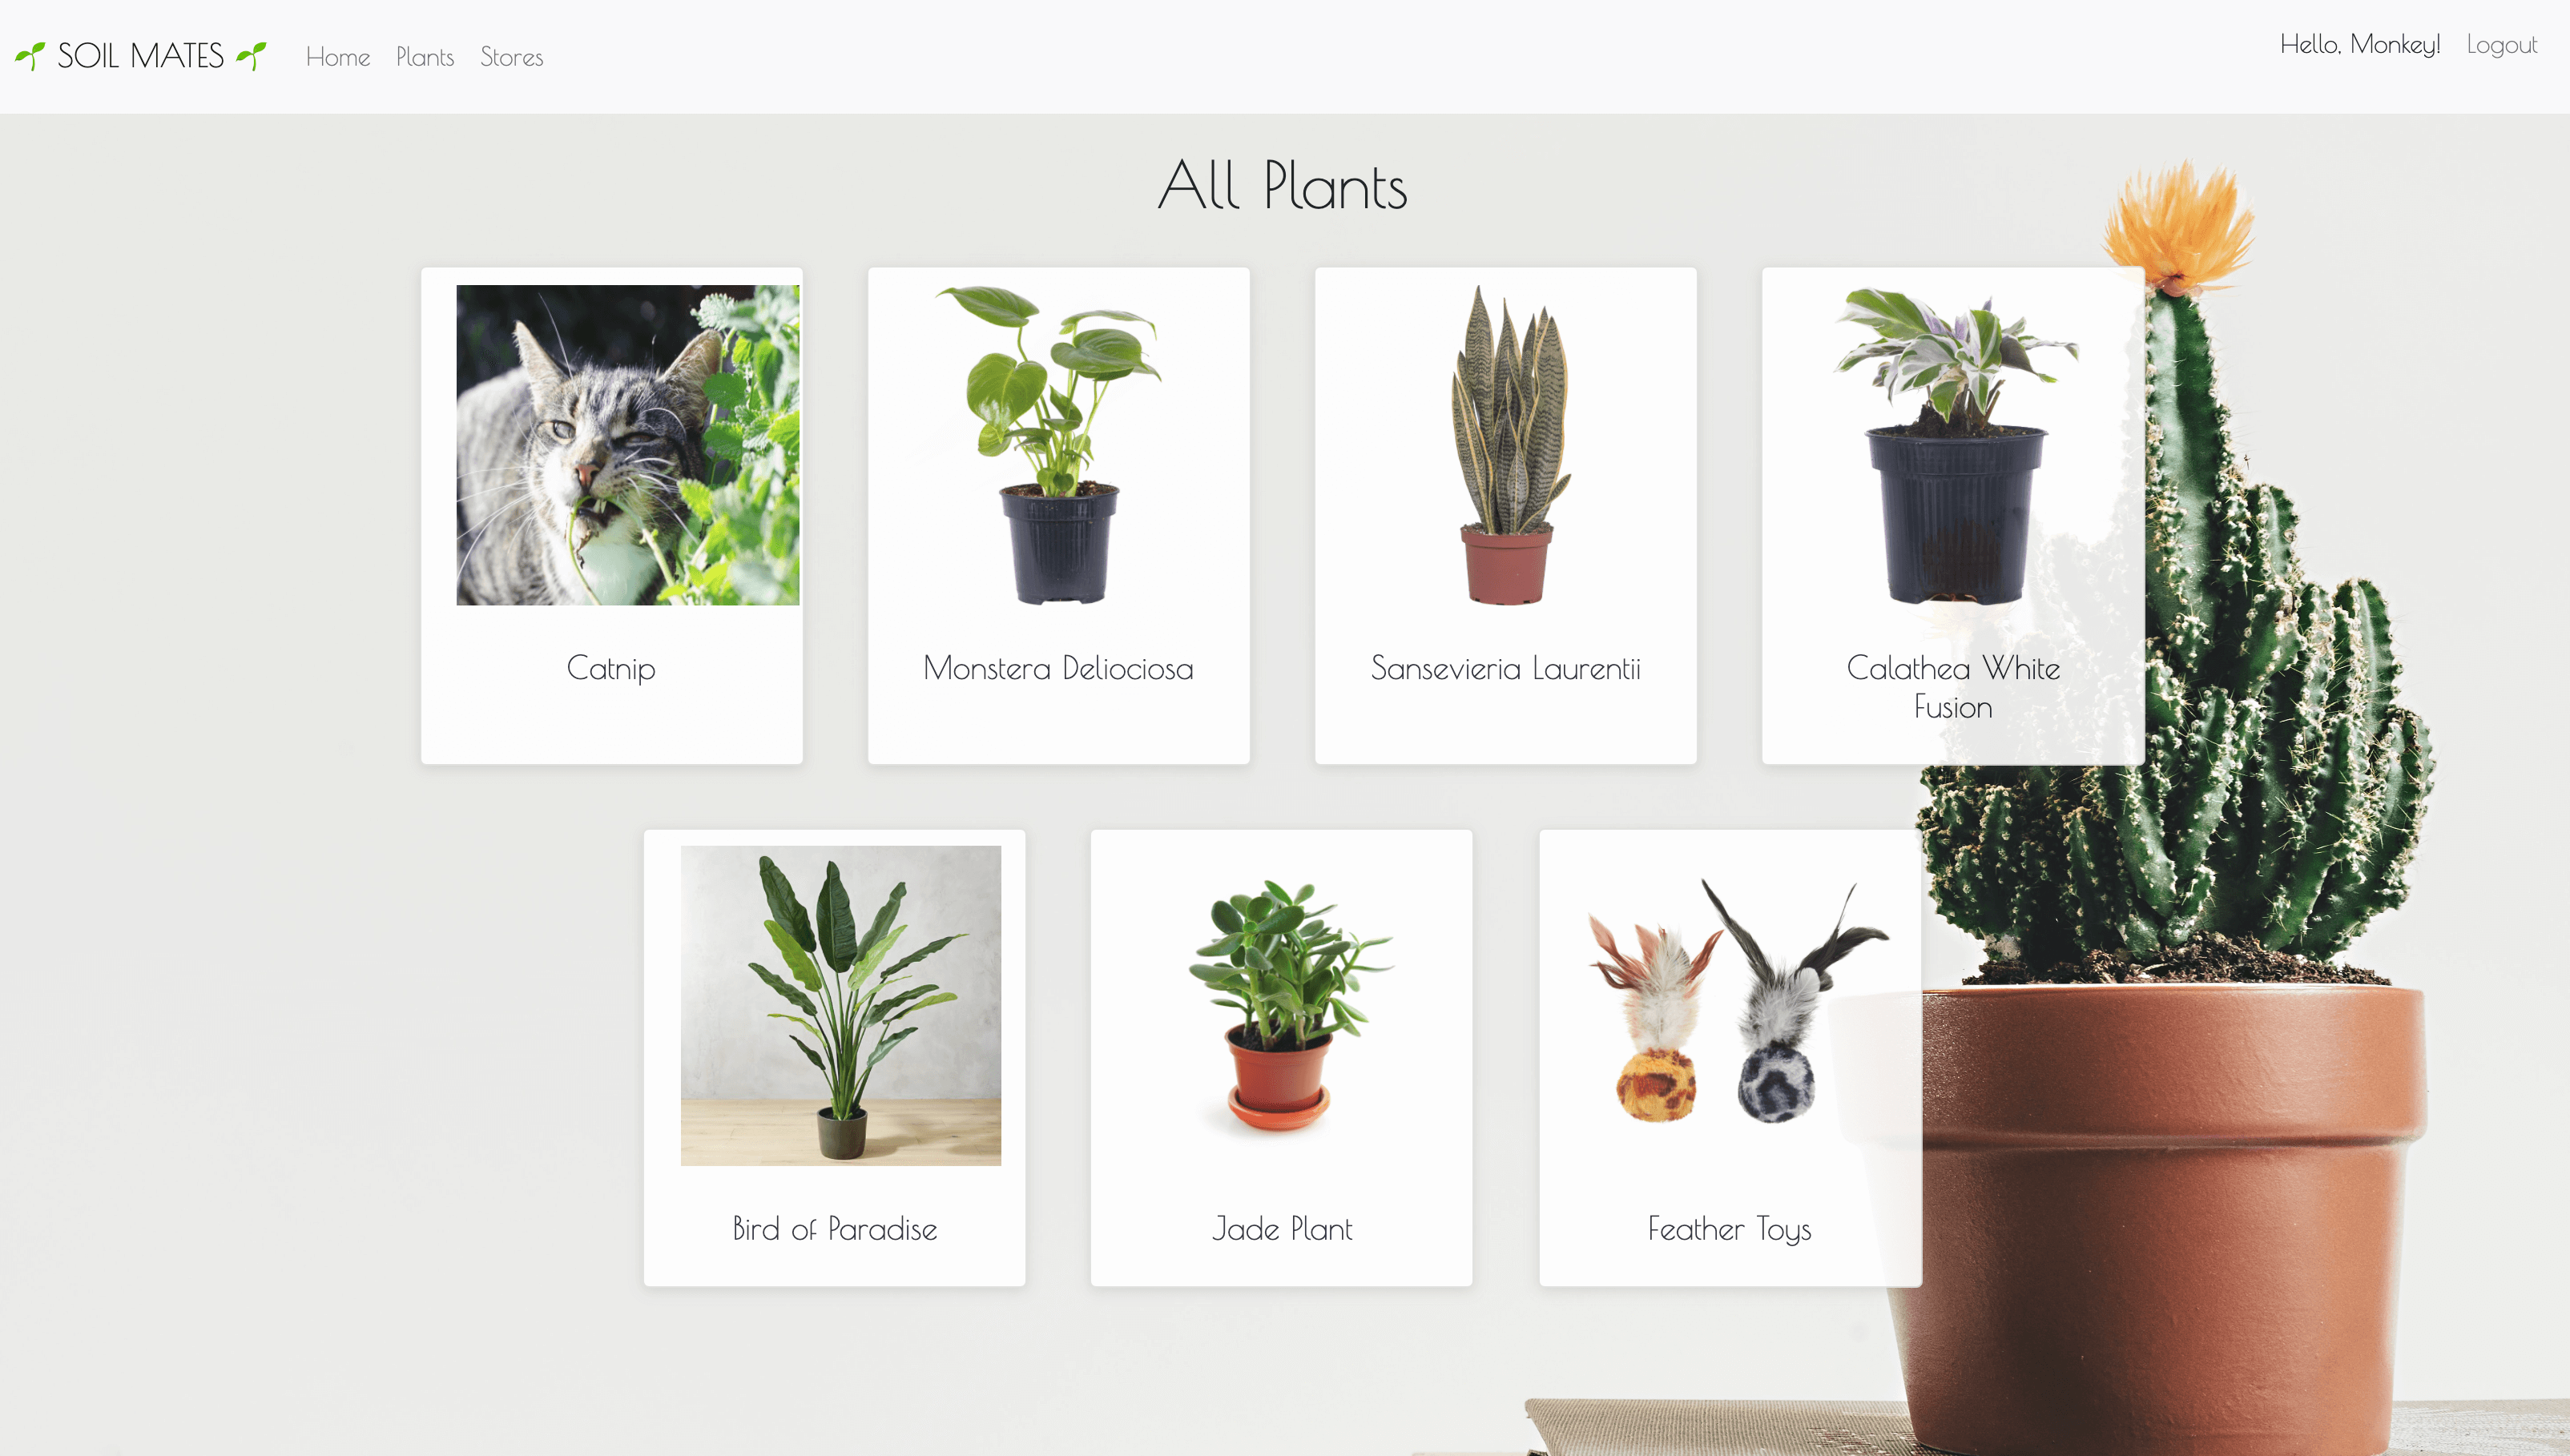 SOIL MATES
Home Plants Stores
Hello, Monkey! Logout
All Plants
Catnip
Monstera Deliociosa
Sansevieria Laurentii
Calathea White
Fusion
Bird of Paradise
Jade Plant
Feather Toys